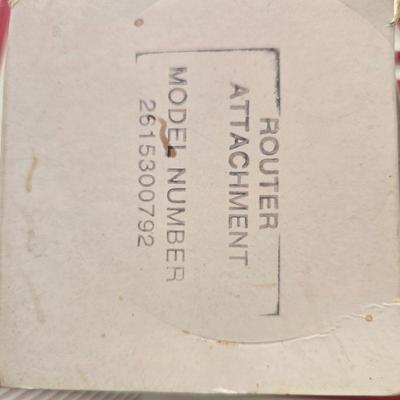 ROUTER
ATTACHMENT
MODEL NUMBER
2615300792